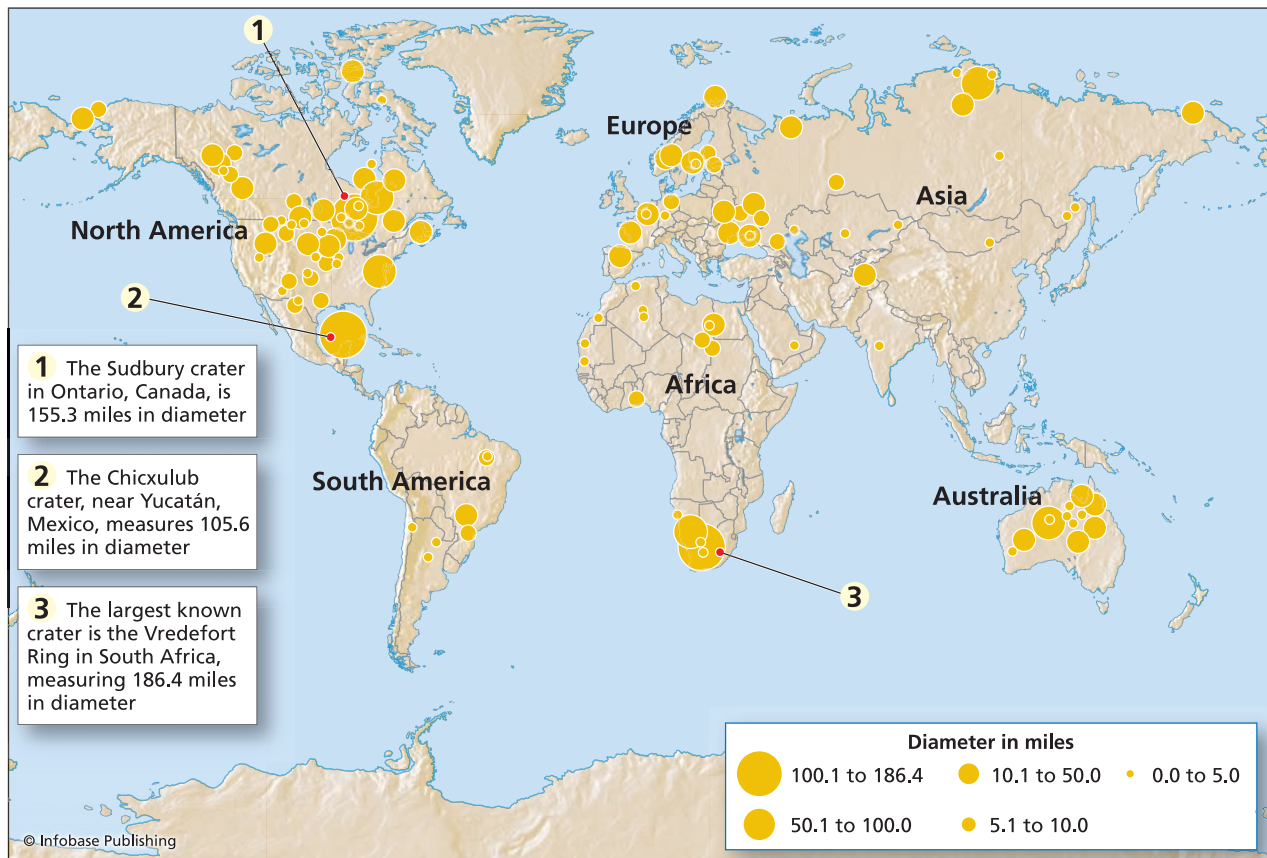 1
Europe
Asia
North America
2
1 The Sudbury crater
in Ontario, Canada, is
155.3 miles in diameter
Africa
2 The Chicxulub
crater, near Yucatán,
Mexico, measures 105.6
miles in diameter
South America
Australia
3
3 The largest known
crater is the Vredefort
Ring in South Africa,
measuring 186.4 miles
in diameter
Diameter in miles
100.1 to 186.4
10.1 to 50.0
0.0 to 5.0
50.1 to 100.0
5.1 to 10.0
© Infobase Publishing